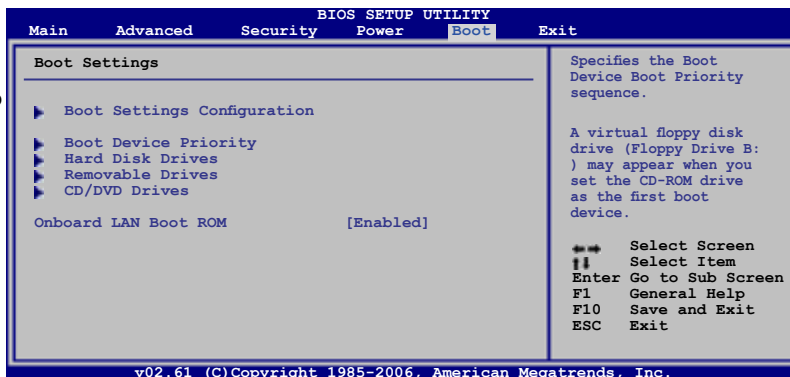 BIOS SETUP UTILITY
Main Advanced Security Power Boot Exit
Boot Settings
Boot Settings Configuration
Boot Device Priority
Hard Disk Drives
Removable Drives
CD/DVD Drives
Onboard LAN Boot ROM [Enabled]
Specifies the Boot
Device Boot Priority
sequence.
A virtual floppy disk
drive (Floppy Drive B:
) may appear when you
set the CD-ROM drive
as the first boot
device.
←→ Select Screen
↑↓ Select Item
Enter Go to Sub Screen
F1 General Help
F10 Save and Exit
ESC Exit
v02.61 (C)Copyright 1985-2006, American Megatrends, Inc.